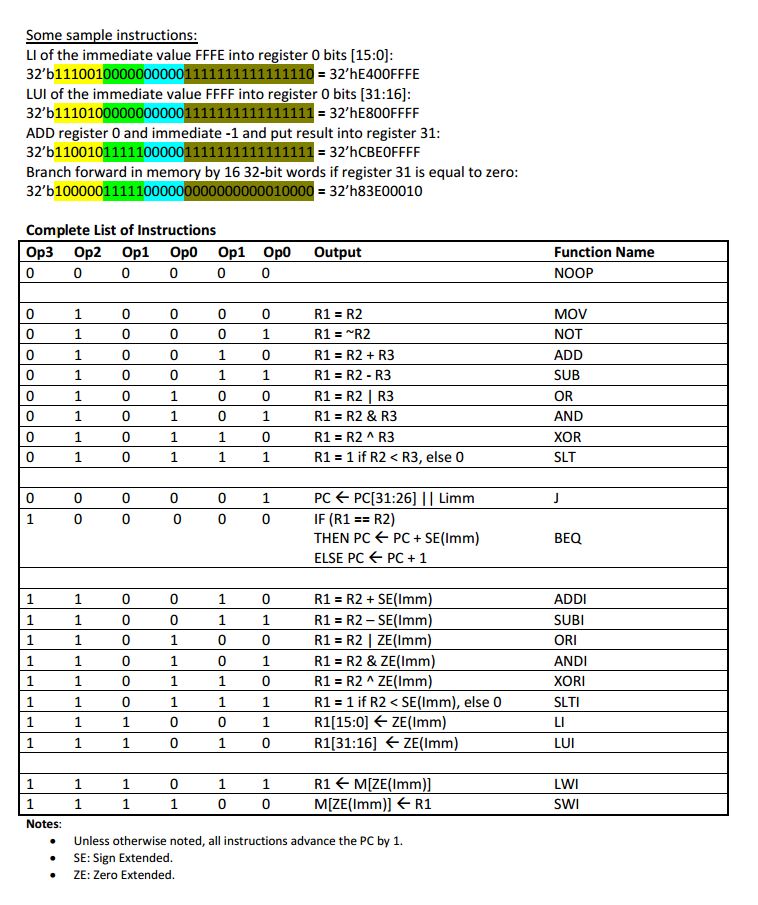 Some sample instructions:
LI of the immediate value FFFE into register 0 bits [15:0]:
32’b11100100000000001111111111111110 = 32’hE400FFFE
LUI of the immediate value FFFF into register 0 bits [31:16]:
32’b11101000000000001111111111111111 = 32’hE800FFFF
ADD register 0 and immediate -1 and put result into register 31:
32’b11001011111000001111111111111111 = 32’hCBE0FFFF
Branch forward in memory by 16 32-bit words if register 31 is equal to zero:
32’b10000011111000000000000000010000 = 32’h83E00010
Complete List of Instructions
Op3 Op2 Op1 Op0 Op1 Op0 Output Function Name
0 0 0 0 0 0 NOOP
0 1 0 0 0 0 R1 = R2 MOV
0 1 0 0 0 1 R1 = ~R2 NOT
0 1 0 0 1 0 R1 = R2 + R3 ADD
0 1 0 0 1 1 R1 = R2 - R3 SUB
0 1 0 1 0 0 R1 = R2 | R3 OR
0 1 0 1 0 1 R1 = R2 & R3 AND
0 1 0 1 1 0 R1 = R2 ^ R3 XOR
0 1 0 1 1 1 R1 = 1 if R2 < R3, else 0 SLT
0 0 0 0 0 1 PC ← PC[31:26] || Limm J
1 0 0 0 0 0 IF (R1 == R2)
THEN PC ← PC + SE(Imm) BEQ
ELSE PC ← PC + 1
1 1 0 0 1 0 R1 = R2 + SE(Imm) ADDI
1 1 0 0 1 1 R1 = R2 – SE(Imm) SUBI
1 1 0 1 0 0 R1 = R2 | ZE(Imm) ORI
1 1 0 1 0 1 R1 = R2 & ZE(Imm) ANDI
1 1 0 1 1 0 R1 = R2 ^ ZE(Imm) XORI
1 1 0 1 1 1 R1 = 1 if R2 < SE(Imm), else 0 SLTI
1 1 1 0 0 1 R1[15:0] ← ZE(Imm) LI
1 1 1 0 1 0 R1[31:16] ← ZE(Imm) LUI
1 1 1 0 1 1 R1 ← M[ZE(Imm)] LWI
1 1 1 1 0 0 M[ZE(Imm)] ← R1 SWI
Notes:
• Unless otherwise noted, all instructions advance the PC by 1.
• SE: Sign Extended.
• ZE: Zero Extended.